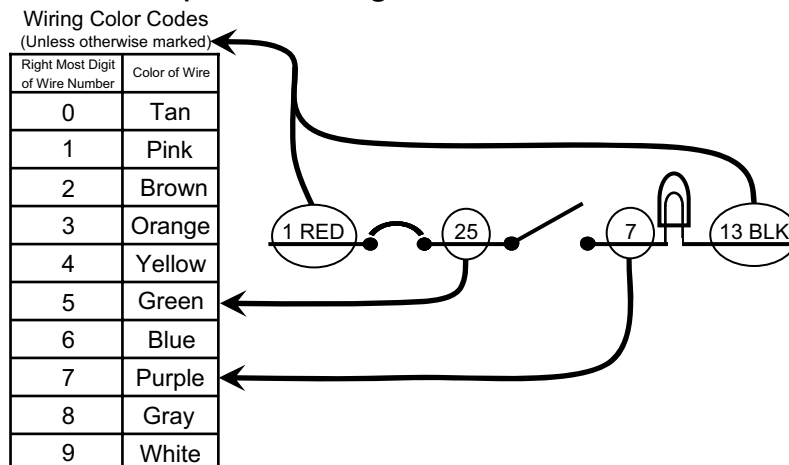 Wiring Color Codes
(Unless otherwise marked)
Right Most Digit of Wire Number Color of Wire
0 Tan
1 Pink
2 Brown
3 Orange
4 Yellow
5 Green
6 Blue
7 Purple
8 Gray
9 White
1 RED 25 7 13 BLK